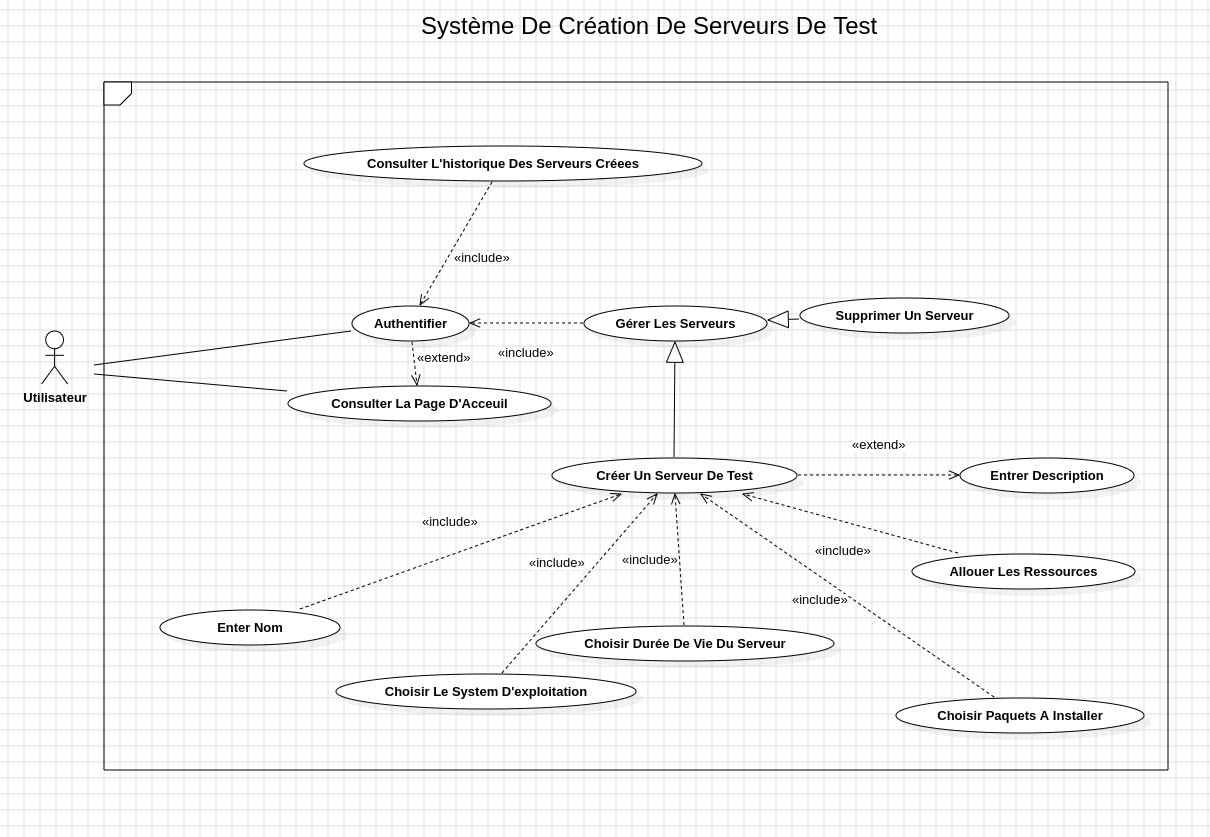 Système De Création De Serveurs De Test
Consulter L'historique Des Serveurs Créees
«include»
Supprimer Un Serveur
Authentifier
Gérer Les Serveurs
«include»
«extend»
Utilisateur
Consulter La Page D'Acceuil
«extend»
Créer Un Serveur De Test
Entrer Description
«include»
«include»
«include»
«include»
Allouer Les Ressources
«include»
Enter Nom
Choisir Durée De Vie Du Serveur
Choisir Le System D'exploitation
Choisir Paquets A Installer